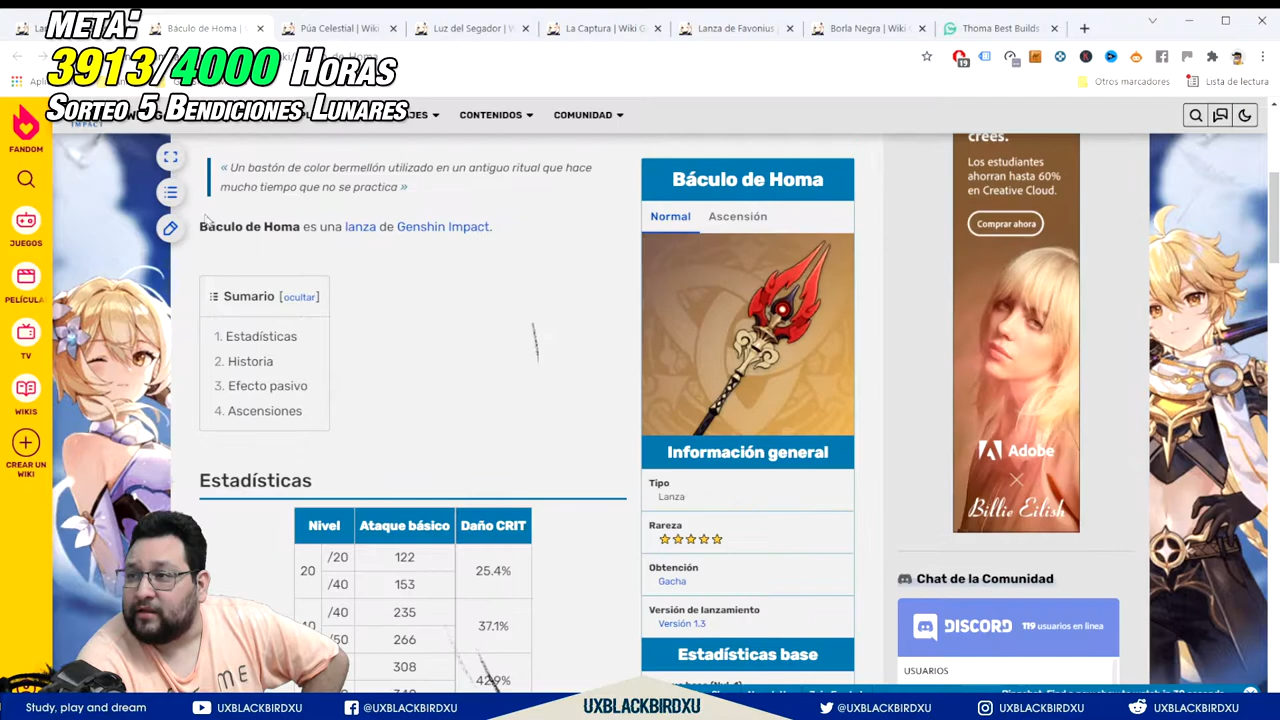 META:
3913/4000 HORAS
SORTEO 5 BENDICIONES LUNARES
Báculo de Homa |
Púa Celestial | Wiki
Luz del Segador | W
La Captura | Wiki G
Lanza de Favonius |
Borla Negra | Wiki
Thoma Best Builds
19
Otros marcadores
Lista de lectura
FANDOM
IMPACT
CONTENIDOS
COMUNIDAD
JUEGOS
PELÍCULA
TV
WIKIS
CREAR UN
WIKI
« Un bastón de color bermellón utilizado en un antiguo ritual que hace
mucho tiempo que no se practica »
Báculo de Homa es una lanza de Genshin Impact.
Sumario [ocultar]
1. Estadísticas
2. Historia
3. Efecto pasivo
4. Ascensiones
Estadísticas
Nivel Ataque básico Daño CRIT
20 /20 122 25.4%
/40 153
/40 235 37.1%
/50 266
308 42.9%
Báculo de Homa
Normal Ascensión
Información general
Tipo
Lanza
Rareza
Obtención
Gacha
Versión de lanzamiento
Versión 1.3
Estadísticas base
crees.
Los estudiantes
ahorran hasta 60%
en Creative Cloud.
Comprar ahora
Adobe
×
Billie Eilish
Chat de la Comunidad
DISCORD 119 usuarios en línea
USUARIOS
ME
Study, play and dream
UXBLACKBIRDXU
@UXBLACKBIRDXU
UXBLACKBIRDXU
@UXBLACKBIRDXU
UXBLACKBIRDXU
UXBLACKBIRDXU